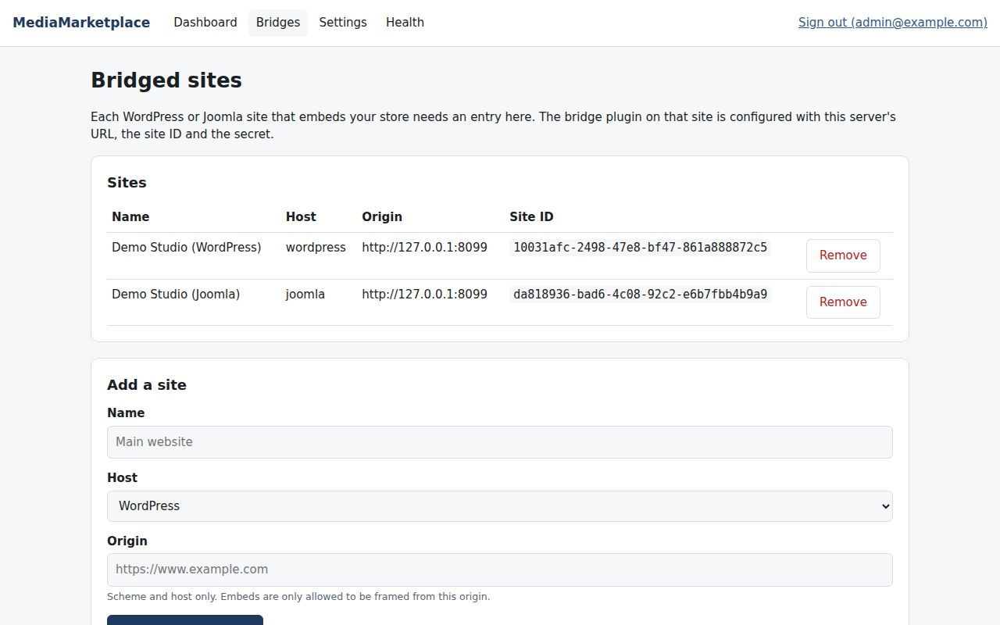 MediaMarketplace Dashboard Bridges Settings Health Sign out (admin@example.com)
Bridged sites
Each WordPress or Joomla site that embeds your store needs an entry here. The bridge plugin on that site is configured with this server's
URL, the site ID and the secret.
Sites
Name Host Origin Site ID
Demo Studio (WordPress) wordpress http://127.0.0.1:8099 10031afc-2498-47e8-bf47-861a888872c5 Remove
Demo Studio (Joomla) joomla http://127.0.0.1:8099 da818936-bad6-4c08-92c2-e6b7fbb4b9a9 Remove
Add a site
Name
Main website
Host
WordPress
Origin
https://www.example.com
Scheme and host only. Embeds are only allowed to be framed from this origin.